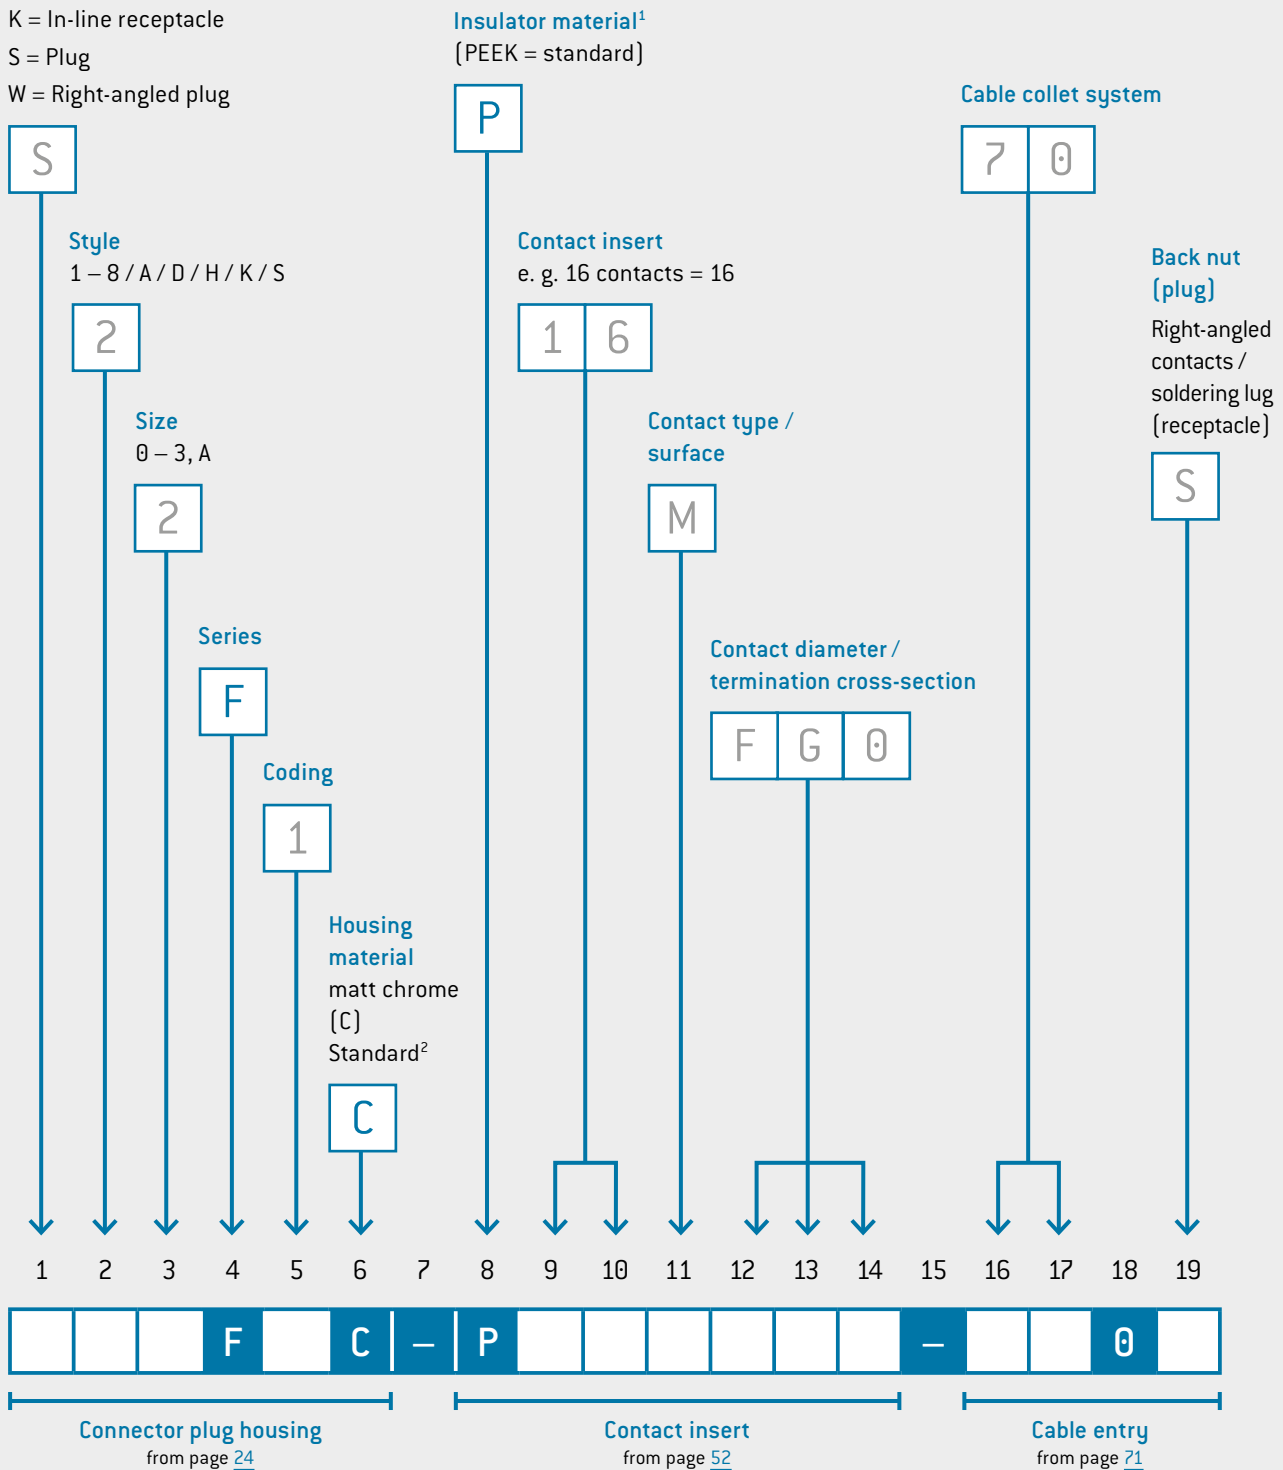 K = In-line receptacle
S = Plug
W = Right-angled plug
S
Style
1 – 8 / A / D / H / K / S
2
Size
0 – 3, A
2
Series
F
Coding
1
Housing
material
matt chrome
(C)
Standard²
C
Insulator material¹
(PEEK = standard)
P
Contact insert
e. g. 16 contacts = 16
1 6
Contact type /
surface
M
Contact diameter /
termination cross-section
F G 0
Cable collet system
7 0
Back nut
(plug)
Right-angled
contacts /
soldering lug
(receptacle)
S
1 2 3 4 5 6 7 8 9 10 11 12 13 14 15 16 17 18 19
F C – P – 0
Connector plug housing
from page 24
Contact insert
from page 52
Cable entry
from page 71